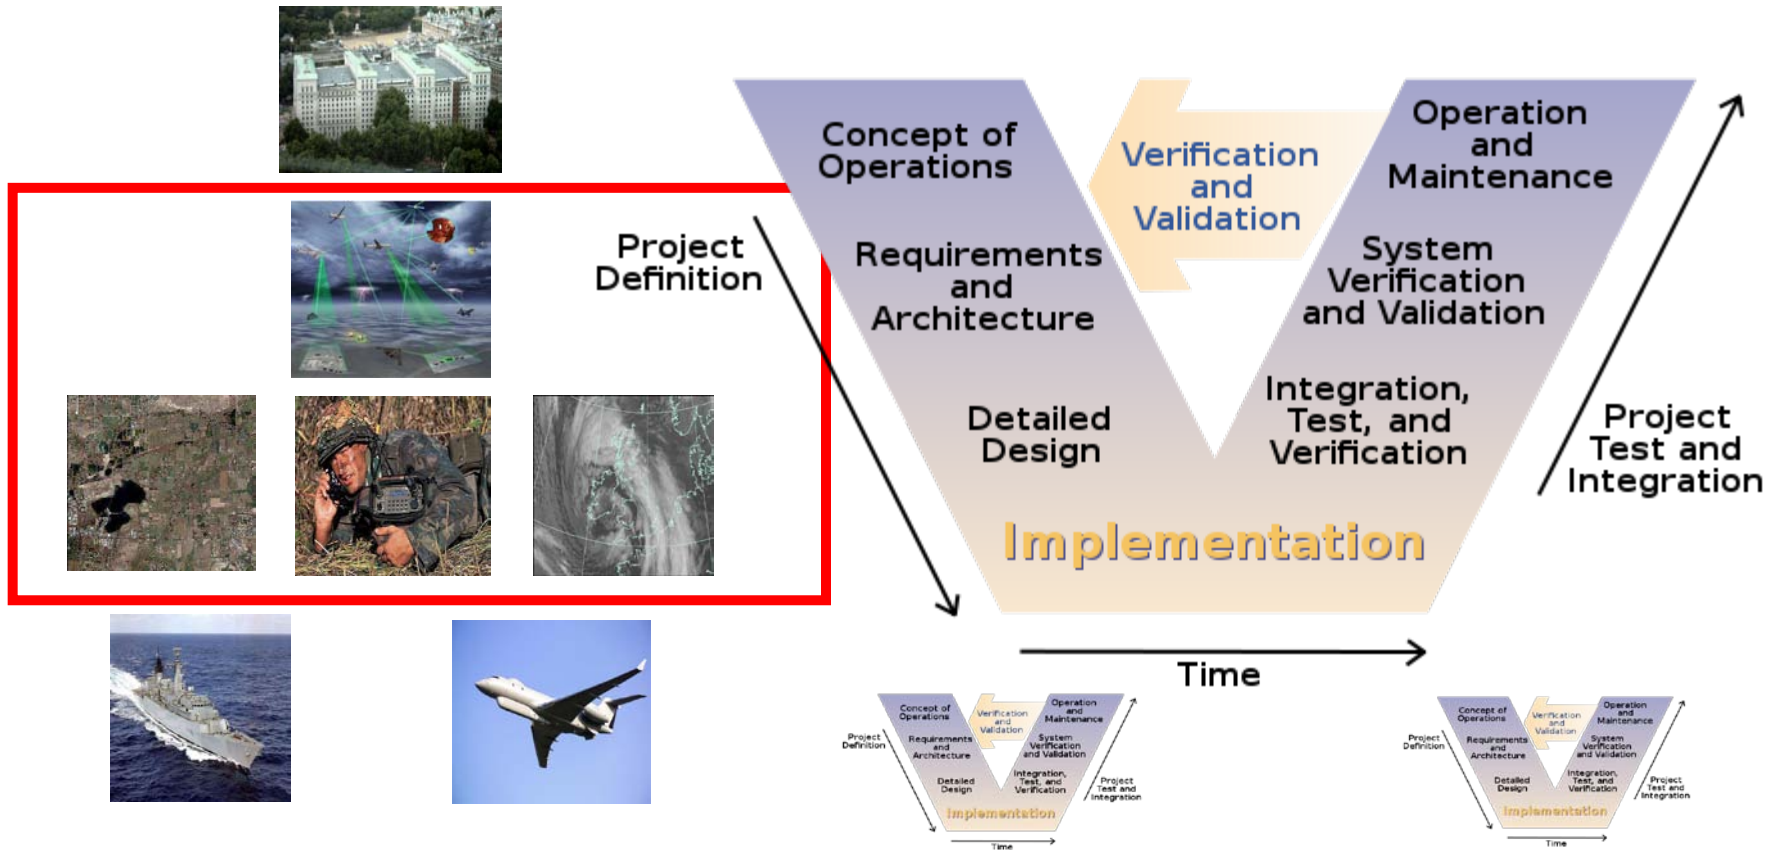 Concept of
Operations
Verification
and
Validation
Operation
and
Maintenance
Project
Definition
Requirements
and
Architecture
System
Verification
and Validation
Detailed
Design
Integration,
Test, and
Verification
Project
Test and
Integration
Implementation
Time
Concept of
Operations
Verification
and
Validation
Operation
and
Maintenance
Project
Definition
Requirements
and
Architecture
System
Verification
and Validation
Detailed
Design
Integration,
Test, and
Verification
Project
Test and
Integration
Implementation
Time
Concept of
Operations
Verification
and
Validation
Operation
and
Maintenance
Project
Definition
Requirements
and
Architecture
System
Verification
and Validation
Detailed
Design
Integration,
Test, and
Verification
Project
Test and
Integration
Implementation
Time